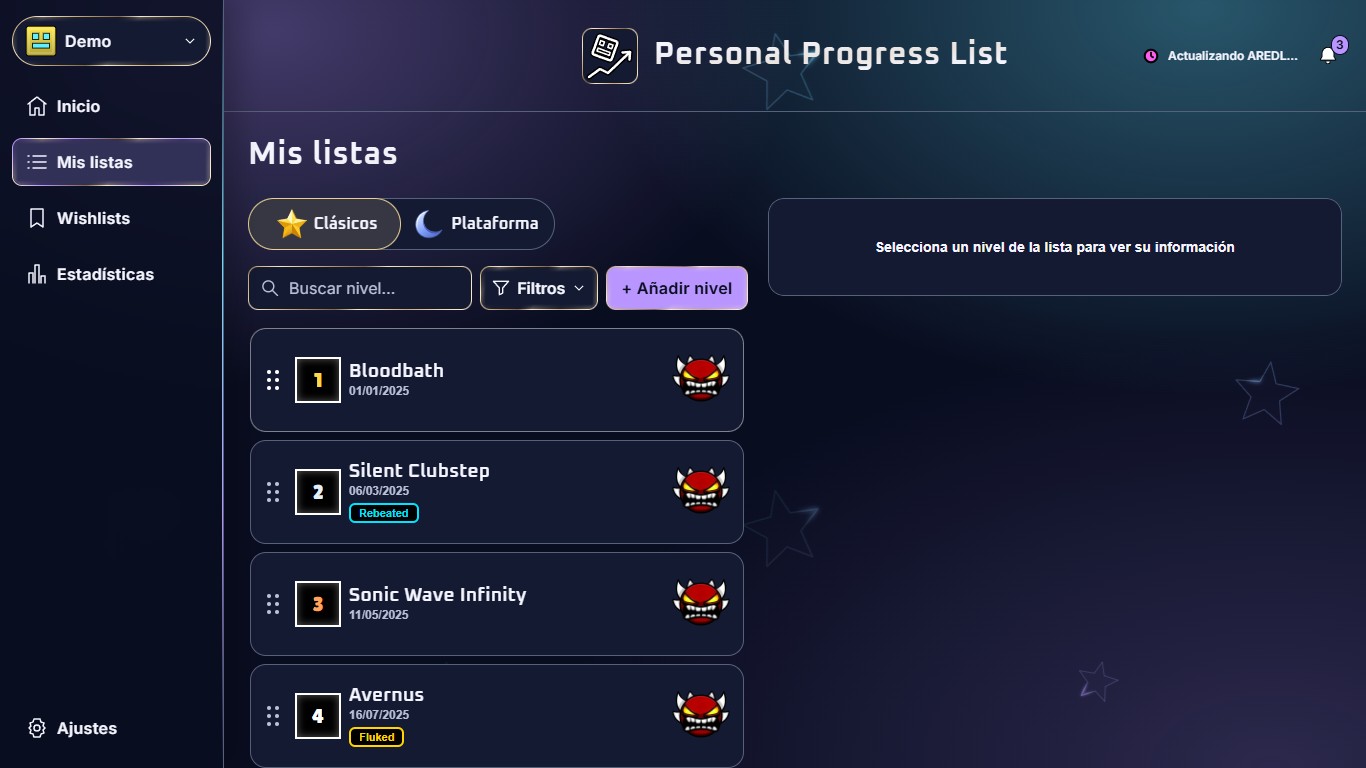 Demo
Inicio
Mis listas
Wishlists
Estadísticas
Ajustes
Personal Progress List
Actualizando AREDL...
3
Mis listas
Clásicos
Plataforma
Buscar nivel...
Filtros
+ Añadir nivel
1
Bloodbath
01/01/2025
2
Silent Clubstep
06/03/2025
Rebeated
3
Sonic Wave Infinity
11/05/2025
4
Avernus
16/07/2025
Fluked
Selecciona un nivel de la lista para ver su información